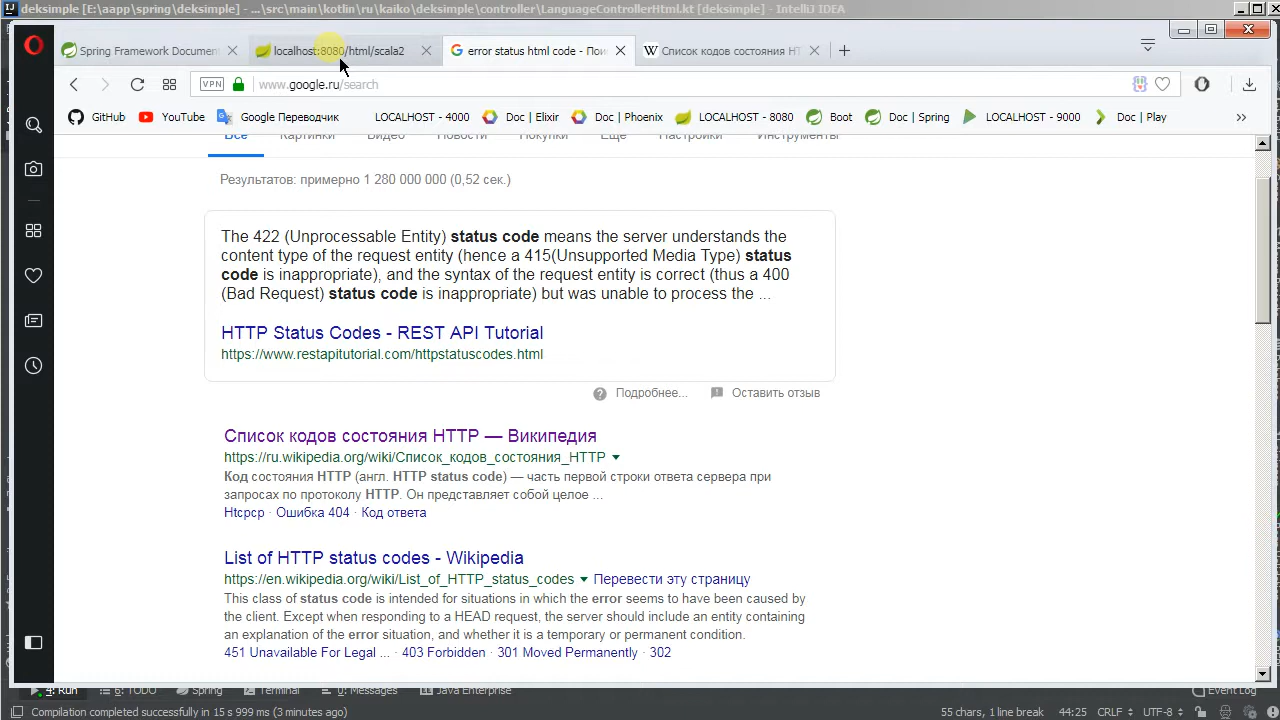 deksimple [E:\aapp\spring\deksimple] - ...\src\main\kotlin\ru\kaiko\deksimple\controller\LanguageControllerHtml.kt [deksimple] - IntelliJ IDEA
Spring Framework Document
localhost:8080/html/scala2
error status html code - Пои
Список кодов состояния HT
VPN
www.google.ru/search
GitHub
YouTube
Google Переводчик
LOCALHOST - 4000
Doc | Elixir
Doc | Phoenix
LOCALHOST - 8080
Boot
Doc | Spring
LOCALHOST - 9000
Doc | Play
Все Картинки Видео Новости Покупки Ещё Настройки Инструменты
Результатов: примерно 1 280 000 000 (0,52 сек.)
The 422 (Unprocessable Entity) status code means the server understands the
content type of the request entity (hence a 415(Unsupported Media Type) status
code is inappropriate), and the syntax of the request entity is correct (thus a 400
(Bad Request) status code is inappropriate) but was unable to process the ...
HTTP Status Codes - REST API Tutorial
https://www.restapitutorial.com/httpstatuscodes.html
Подробнее... Оставить отзыв
Список кодов состояния HTTP — Википедия
https://ru.wikipedia.org/wiki/Список_кодов_состояния_HTTP
Код состояния HTTP (англ. HTTP status code) — часть первой строки ответа сервера при
запросах по протоколу HTTP. Он представляет собой целое ...
Htcpcp · Ошибка 404 · Код ответа
List of HTTP status codes - Wikipedia
https://en.wikipedia.org/wiki/List_of_HTTP_status_codes Перевести эту страницу
This class of status code is intended for situations in which the error seems to have been caused by
the client. Except when responding to a HEAD request, the server should include an entity containing
an explanation of the error situation, and whether it is a temporary or permanent condition.
451 Unavailable For Legal ... · 403 Forbidden · 301 Moved Permanently · 302
4: Run 6: TODO Spring Terminal 0: Messages Java Enterprise Event Log
Compilation completed successfully in 15 s 999 ms (3 minutes ago) 55 chars, 1 line break 44:25 CRLF UTF-8